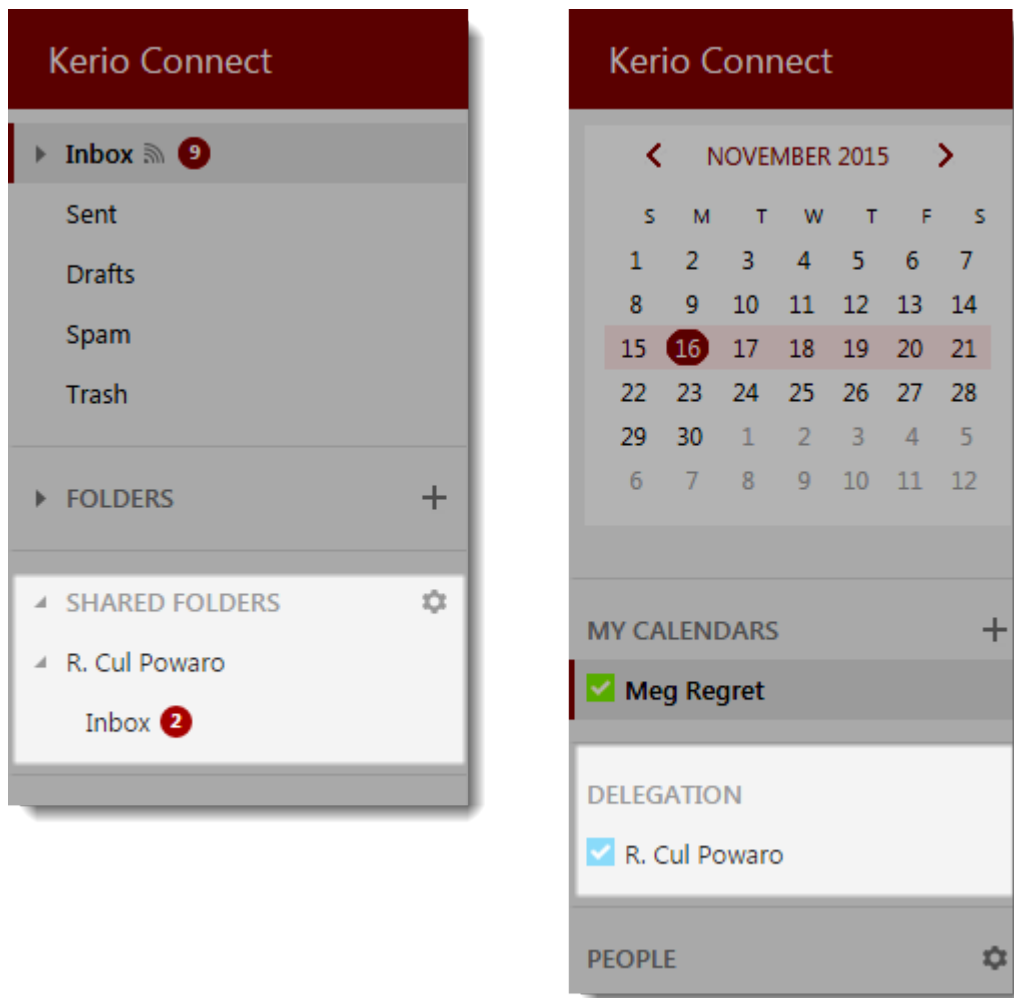 Kerio Connect
Inbox 9
Sent
Drafts
Spam
Trash
FOLDERS
SHARED FOLDERS
R. Cul Powaro
Inbox 2
Kerio Connect
NOVEMBER 2015
S M T W T F S
1 2 3 4 5 6 7
8 9 10 11 12 13 14
15 16 17 18 19 20 21
22 23 24 25 26 27 28
29 30 1 2 3 4 5
6 7 8 9 10 11 12
MY CALENDARS
Meg Regret
DELEGATION
R. Cul Powaro
PEOPLE